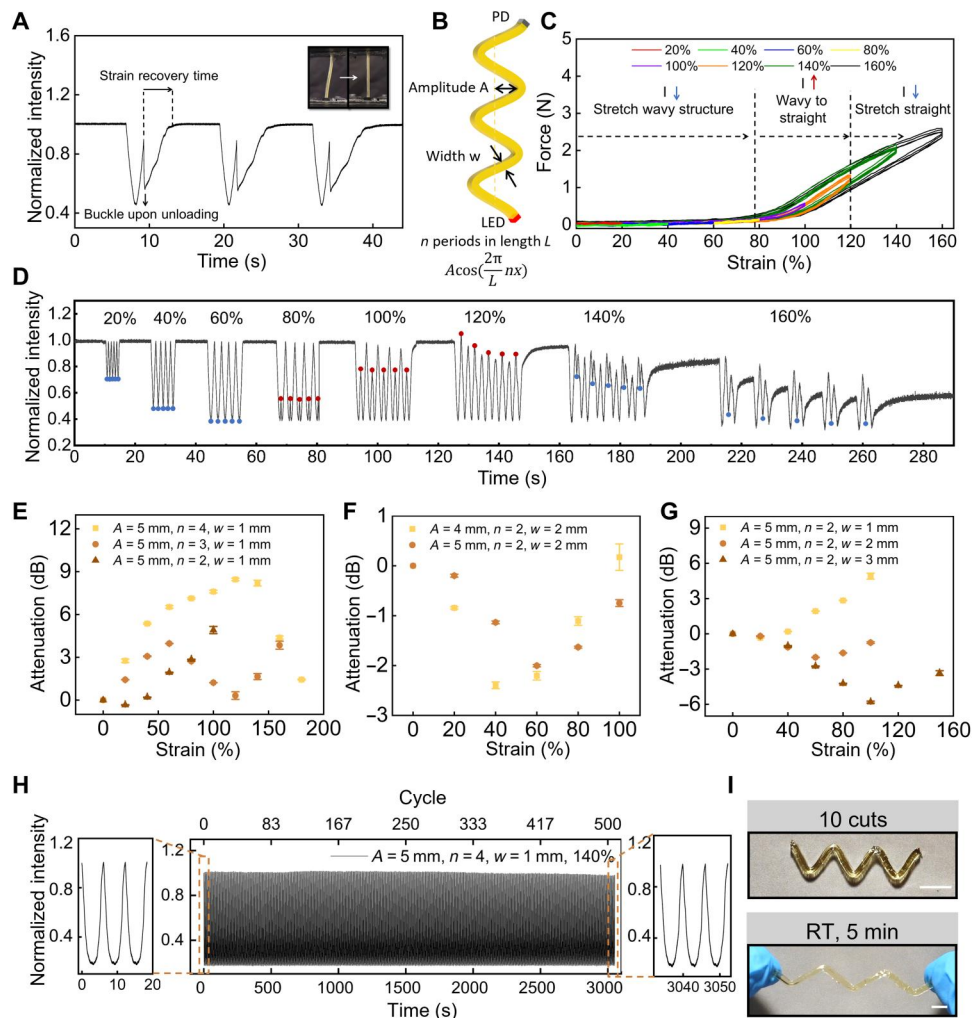 A
Normalized intensity
1.6
1.2
0.8
0.4
Strain recovery time
Buckle upon unloading
10 20 30 40
Time (s)
B
PD
Amplitude A
Width w
LED
n periods in length L
Acos(2π/L nx)
C
Force (N)
5
4
3
2
1
0
20% 40% 60% 80%
100% 120% 140% 160%
I ↓
Stretch wavy structure
I ↑
Wavy to
straight
I ↓
Stretch straight
0 20 40 60 80 100 120 140 160
Strain (%)
D
Normalized intensity
1.2
1.0
0.8
0.6
0.4
0.2
20% 40% 60% 80% 100% 120% 140% 160%
0 20 40 60 80 100 120 140 160 180 200 220 240 260 280
Time (s)
E
Attenuation (dB)
12
9
6
3
0
A = 5 mm, n = 4, w = 1 mm
A = 5 mm, n = 3, w = 1 mm
A = 5 mm, n = 2, w = 1 mm
0 50 100 150 200
Strain (%)
F
Attenuation (dB)
1
0
−1
−2
−3
A = 4 mm, n = 2, w = 2 mm
A = 5 mm, n = 2, w = 2 mm
0 20 40 60 80 100
Strain (%)
G
Attenuation (dB)
9
6
3
0
−3
−6
A = 5 mm, n = 2, w = 1 mm
A = 5 mm, n = 2, w = 2 mm
A = 5 mm, n = 2, w = 3 mm
0 40 80 120 160
Strain (%)
H
Normalized intensity
1.2
0.8
0.4
0 10 20
Cycle
0 83 167 250 333 417 500
1.2
0.8
0.4
A = 5 mm, n = 4, w = 1 mm, 140%
0 500 1000 1500 2000 2500 3000
Time (s)
1.2
0.8
0.4
3040 3050
I
10 cuts
RT, 5 min